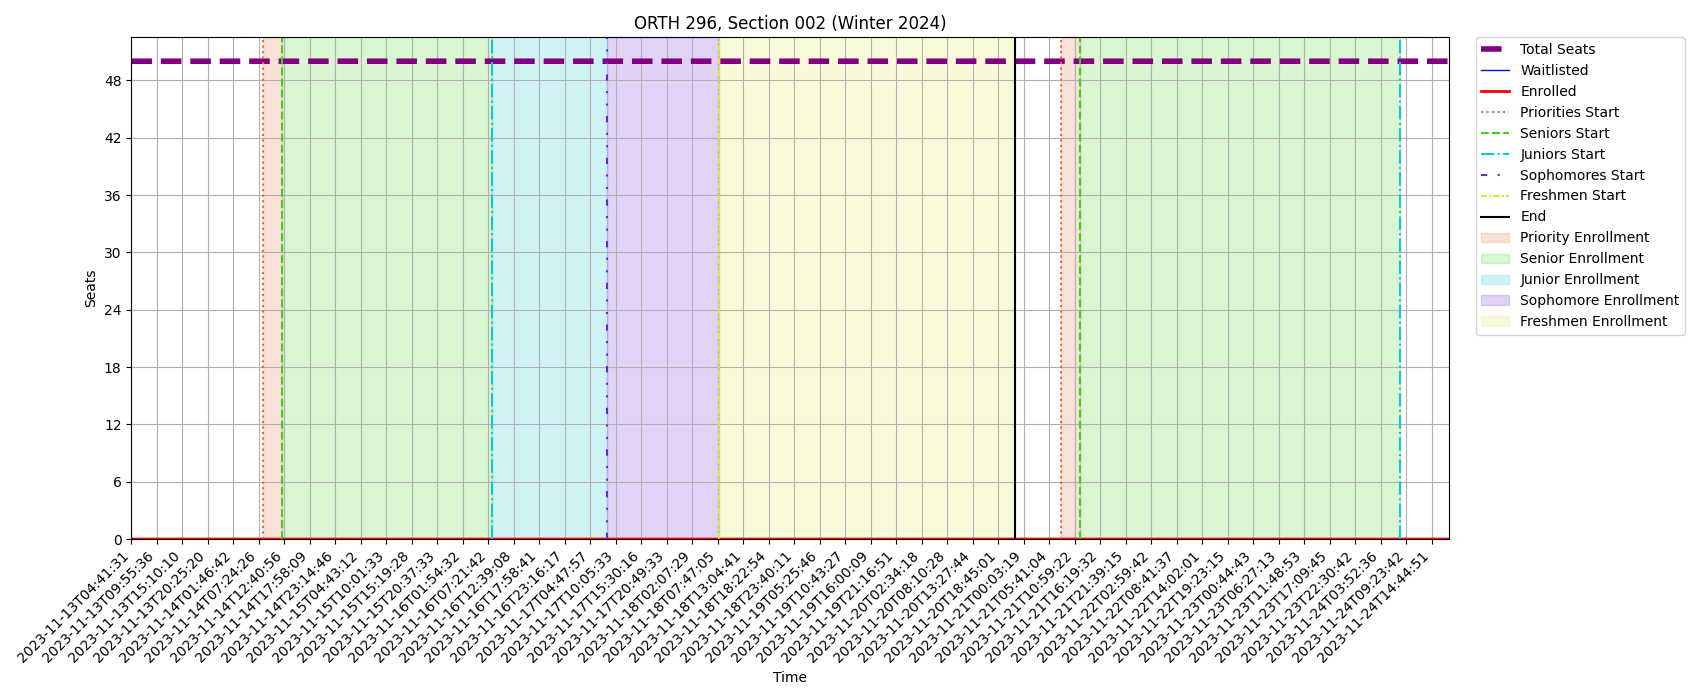 ORTH 296, Section 002 (Winter 2024)
48
42
36
30
24
18
12
6
0
Seats
2023-11-13T04:41:31
2023-11-13T09:55:36
2023-11-13T15:10:10
2023-11-13T20:25:20
2023-11-14T01:46:42
2023-11-14T07:24:26
2023-11-14T12:40:56
2023-11-14T17:58:09
2023-11-14T23:14:46
2023-11-15T04:43:12
2023-11-15T10:01:33
2023-11-15T15:19:28
2023-11-15T20:37:33
2023-11-16T01:54:32
2023-11-16T07:21:42
2023-11-16T12:39:08
2023-11-16T17:58:41
2023-11-16T23:16:17
2023-11-17T04:47:57
2023-11-17T10:05:33
2023-11-17T15:30:16
2023-11-17T20:49:33
2023-11-18T02:07:29
2023-11-18T07:47:05
2023-11-18T13:04:41
2023-11-18T18:22:54
2023-11-18T23:40:11
2023-11-19T05:25:46
2023-11-19T10:43:27
2023-11-19T16:00:09
2023-11-19T21:16:51
2023-11-20T02:34:18
2023-11-20T08:10:28
2023-11-20T13:27:44
2023-11-20T18:45:01
2023-11-21T00:03:19
2023-11-21T05:41:04
2023-11-21T10:59:22
2023-11-21T16:19:32
2023-11-21T21:39:15
2023-11-22T02:59:42
2023-11-22T08:41:37
2023-11-22T14:02:01
2023-11-22T19:23:15
2023-11-23T00:44:43
2023-11-23T06:27:13
2023-11-23T11:48:53
2023-11-23T17:09:45
2023-11-23T22:30:42
2023-11-24T03:52:36
2023-11-24T09:23:42
2023-11-24T14:44:51
Time
Total Seats
Waitlisted
Enrolled
Priorities Start
Seniors Start
Juniors Start
Sophomores Start
Freshmen Start
End
Priority Enrollment
Senior Enrollment
Junior Enrollment
Sophomore Enrollment
Freshmen Enrollment